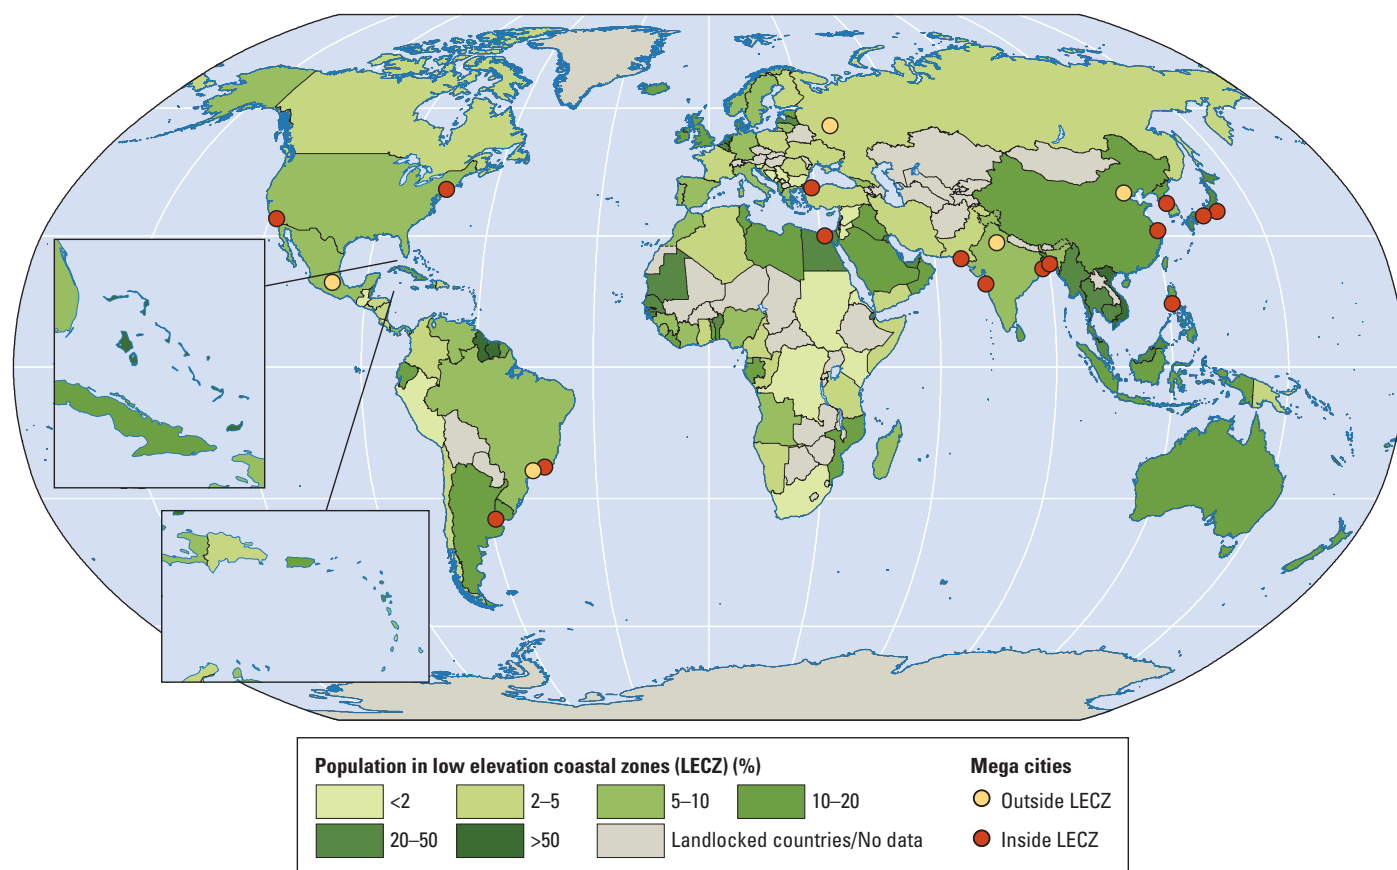 Population in low elevation coastal zones (LECZ) (%)
<2
2–5
5–10
10–20
20–50
>50
Landlocked countries/No data
Mega cities
Outside LECZ
Inside LECZ